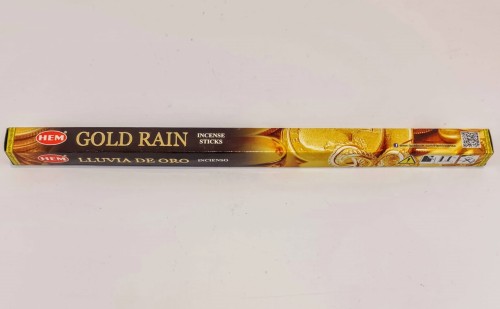 HEM
GOLD RAIN
INCENSE
STICKS
HEM
LLUVIA DE ORO
INCIENSO